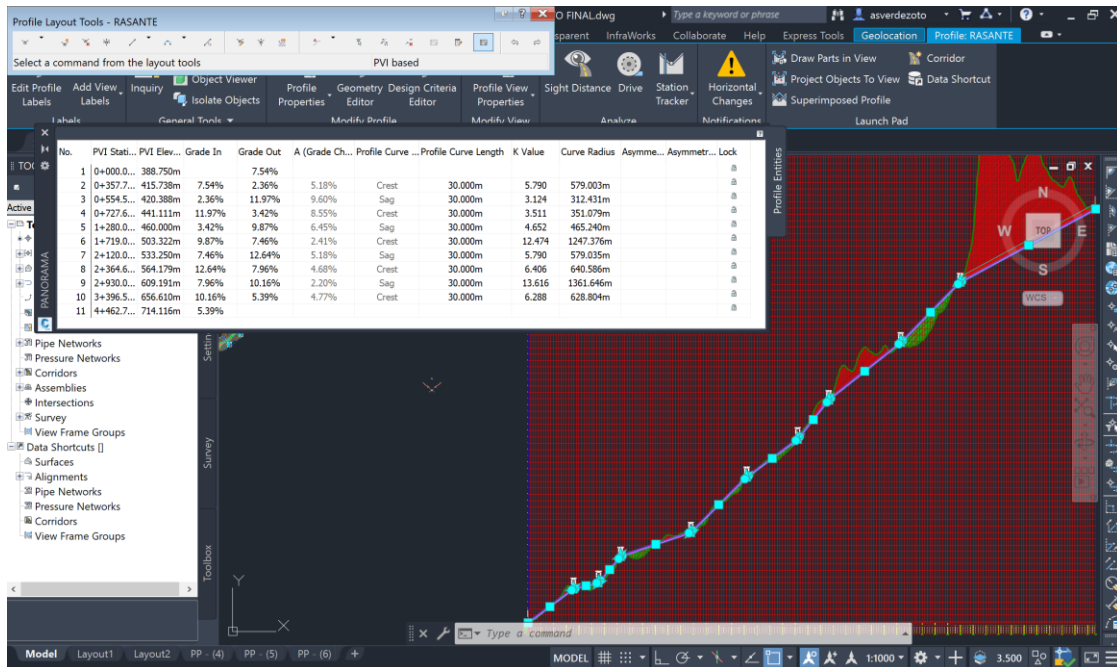 Profile Layout Tools - RASANTE
O FINAL.dwg
Type a keyword or phrase
asverdezoto
Select a command from the layout tools
PVI based
sparent InfraWorks Collaborate Help Express Tools Geolocation Profile: RASANTE
Edit Profile Labels
Add View Labels
Inquiry
Object Viewer
Isolate Objects
Profile Properties
Geometry Editor
Design Criteria Editor
Profile View Properties
Sight Distance
Drive
Station Tracker
Horizontal Changes
Draw Parts in View
Project Objects To View
Superimposed Profile
Corridor
Data Shortcut
Labels
General Tools
Modify Profile
Modify View
Analyze
Notifications
Launch Pad
No. PVI Stati... PVI Elev... Grade In Grade Out A (Grade Ch... Profile Curve ... Profile Curve Length K Value Curve Radius Asymme... Asymmetr... Lock
1 0+000.0... 388.750m 7.54%
2 0+357.7... 415.738m 7.54% 2.36% 5.18% Crest 30.000m 5.790 579.003m
3 0+554.5... 420.388m 2.36% 11.97% 9.60% Sag 30.000m 3.124 312.431m
4 0+727.6... 441.111m 11.97% 3.42% 8.55% Crest 30.000m 3.511 351.079m
5 1+280.0... 460.000m 3.42% 9.87% 6.45% Sag 30.000m 4.652 465.240m
6 1+719.0... 503.322m 9.87% 7.46% 2.41% Crest 30.000m 12.474 1247.376m
7 2+120.0... 533.250m 7.46% 12.64% 5.18% Sag 30.000m 5.790 579.035m
8 2+364.6... 564.179m 12.64% 7.96% 4.68% Crest 30.000m 6.406 640.586m
9 2+930.0... 609.191m 7.96% 10.16% 2.20% Sag 30.000m 13.616 1361.646m
10 3+396.5... 656.610m 10.16% 5.39% 4.77% Crest 30.000m 6.288 628.804m
11 4+462.7... 714.116m 5.39%
Profile Entities
PANORAMA
TOO
Active
To
Pipe Networks
Pressure Networks
Corridors
Assemblies
Intersections
Survey
View Frame Groups
Data Shortcuts []
Surfaces
Alignments
Pipe Networks
Pressure Networks
Corridors
View Frame Groups
Settin
Survey
Toolbox
N
W TOP E
S
WCS
Y
X
Type a command
Model Layout1 Layout2 PP - (4) PP - (5) PP - (6) +
MODEL
1:1000
3.500